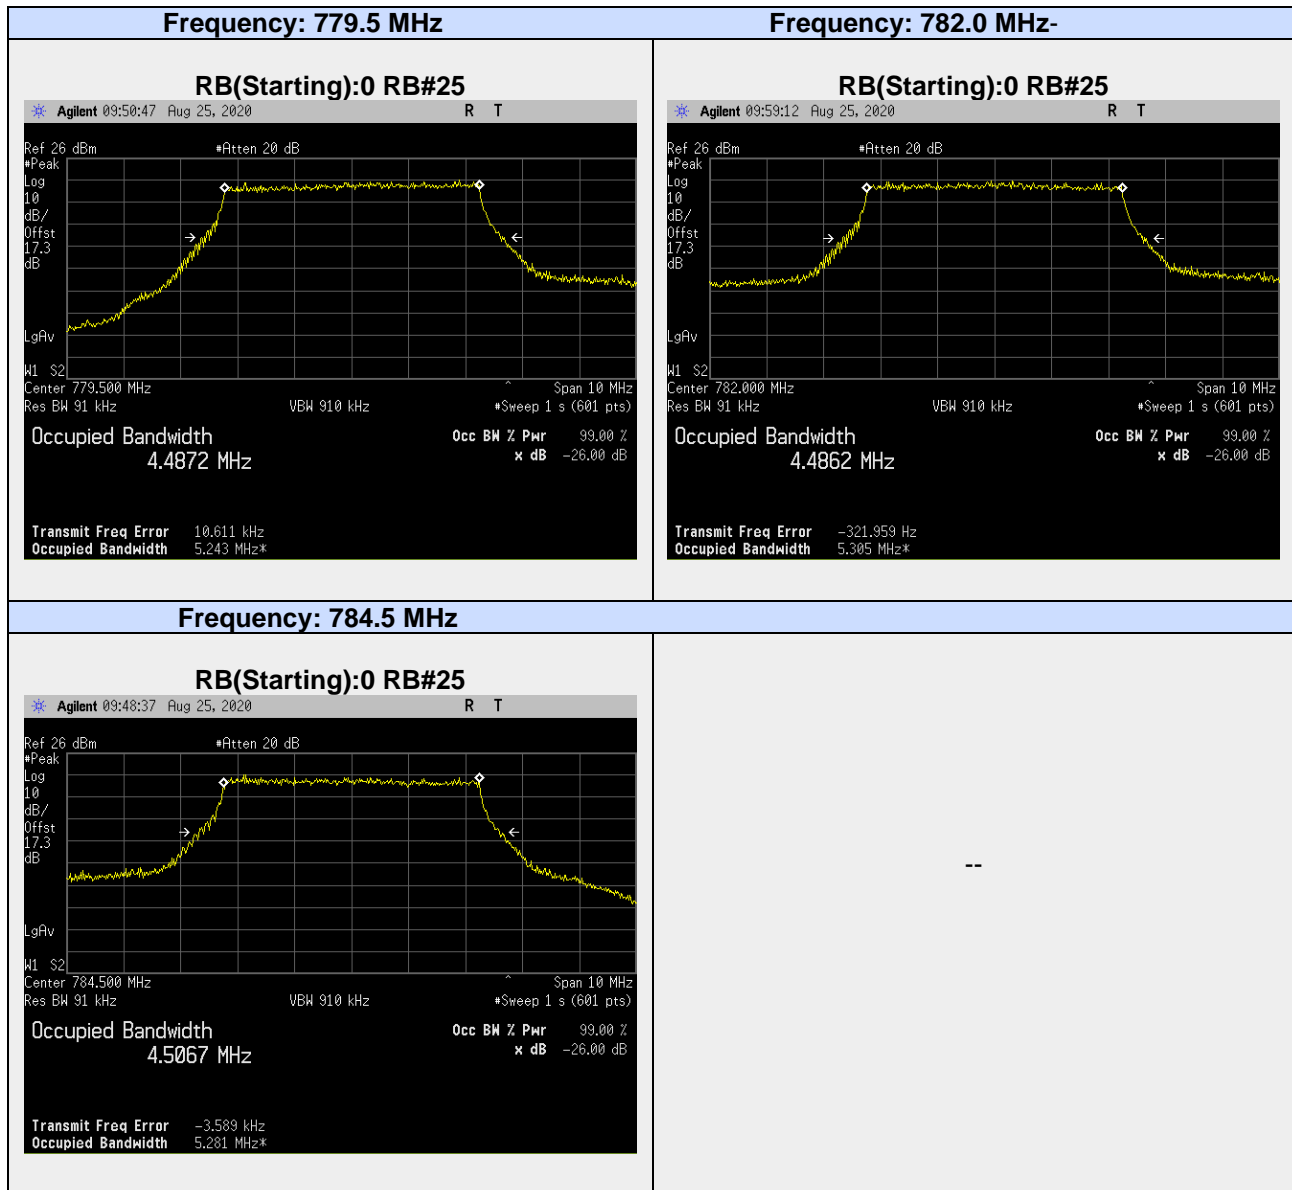 Frequency: 779.5 MHz
Frequency: 782.0 MHz-
RB(Starting):0 RB#25
Agilent 09:50:47 Aug 25, 2020 R T
Ref 26 dBm #Atten 20 dB
#Peak
Log
10
dB/
Offst
17.3
dB
LgAv
W1 S2
Center 779.500 MHz ^ Span 10 MHz
Res BW 91 kHz VBW 910 kHz #Sweep 1 s (601 pts)
Occupied Bandwidth Occ BW % Pwr 99.00 %
4.4872 MHz x dB -26.00 dB
Transmit Freq Error 10.611 kHz
Occupied Bandwidth 5.243 MHz*
RB(Starting):0 RB#25
Agilent 09:59:12 Aug 25, 2020 R T
Ref 26 dBm #Atten 20 dB
#Peak
Log
10
dB/
Offst
17.3
dB
LgAv
W1 S2
Center 782.000 MHz ^ Span 10 MHz
Res BW 91 kHz VBW 910 kHz #Sweep 1 s (601 pts)
Occupied Bandwidth Occ BW % Pwr 99.00 %
4.4862 MHz x dB -26.00 dB
Transmit Freq Error -321.959 Hz
Occupied Bandwidth 5.305 MHz*
Frequency: 784.5 MHz
RB(Starting):0 RB#25
Agilent 09:48:37 Aug 25, 2020 R T
Ref 26 dBm #Atten 20 dB
#Peak
Log
10
dB/
Offst
17.3
dB
LgAv
W1 S2
Center 784.500 MHz ^ Span 10 MHz
Res BW 91 kHz VBW 910 kHz #Sweep 1 s (601 pts)
Occupied Bandwidth Occ BW % Pwr 99.00 %
4.5067 MHz x dB -26.00 dB
Transmit Freq Error -3.589 kHz
Occupied Bandwidth 5.281 MHz*
--